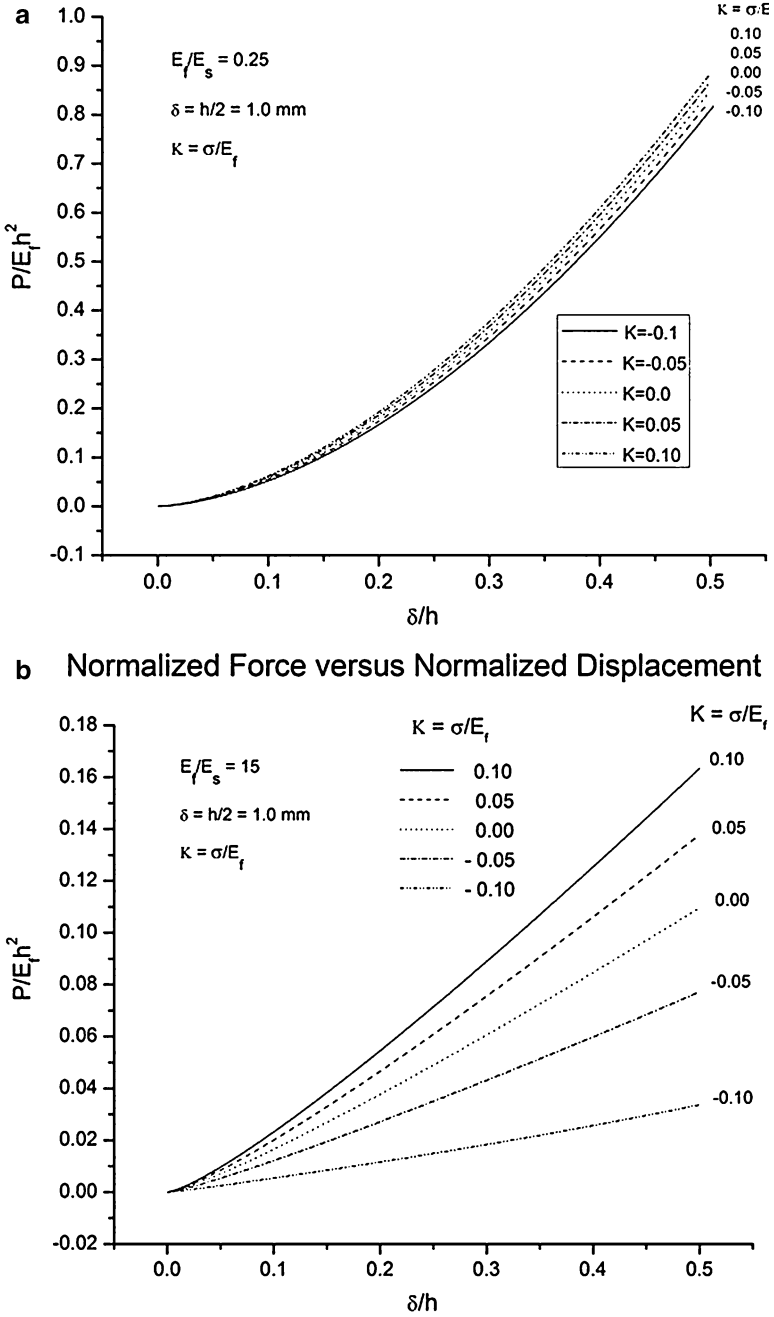 a
K = σ/E
0.10
0.05
0.00
-0.05
-0.10
E_f/E_s = 0.25
δ = h/2 = 1.0 mm
K = σ/E_f
1.0
0.9
0.8
0.7
0.6
0.5
0.4
0.3
0.2
0.1
0.0
-0.1
P/E_fh²
K=-0.1
K=-0.05
K=0.0
K=0.05
K=0.10
0.0 0.1 0.2 0.3 0.4 0.5
δ/h
b Normalized Force versus Normalized Displacement
K = σ/E_f
0.10
0.05
0.00
-0.05
-0.10
E_f/E_s = 15
δ = h/2 = 1.0 mm
K = σ/E_f
K = σ/E_f
0.10
0.05
0.00
- 0.05
- 0.10
0.18
0.16
0.14
0.12
0.10
0.08
0.06
0.04
0.02
0.00
-0.02
P/E_fh²
0.0 0.1 0.2 0.3 0.4 0.5
δ/h